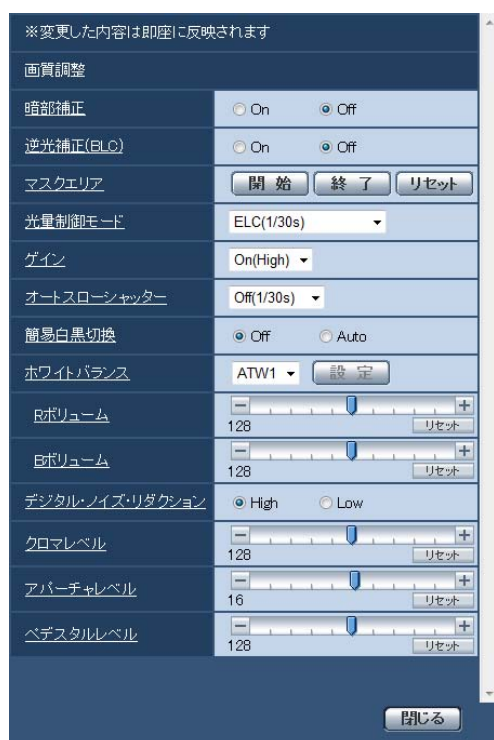 ※変更した内容は即座に反映されます
画質調整
暗部補正 On Off
逆光補正(BLC) On Off
マスクエリア 開始 終了 リセット
光量制御モード ELC(1/30s)
ゲイン On(High)
オートスローシャッター Off(1/30s)
簡易白黒切換 Off Auto
ホワイトバランス ATW1 設定
Rボリューム − +
128 リセット
Bボリューム − +
128 リセット
デジタル・ノイズ・リダクション High Low
クロマレベル − +
128 リセット
アパーチャレベル − +
16 リセット
ペデスタルレベル − +
128 リセット
閉じる